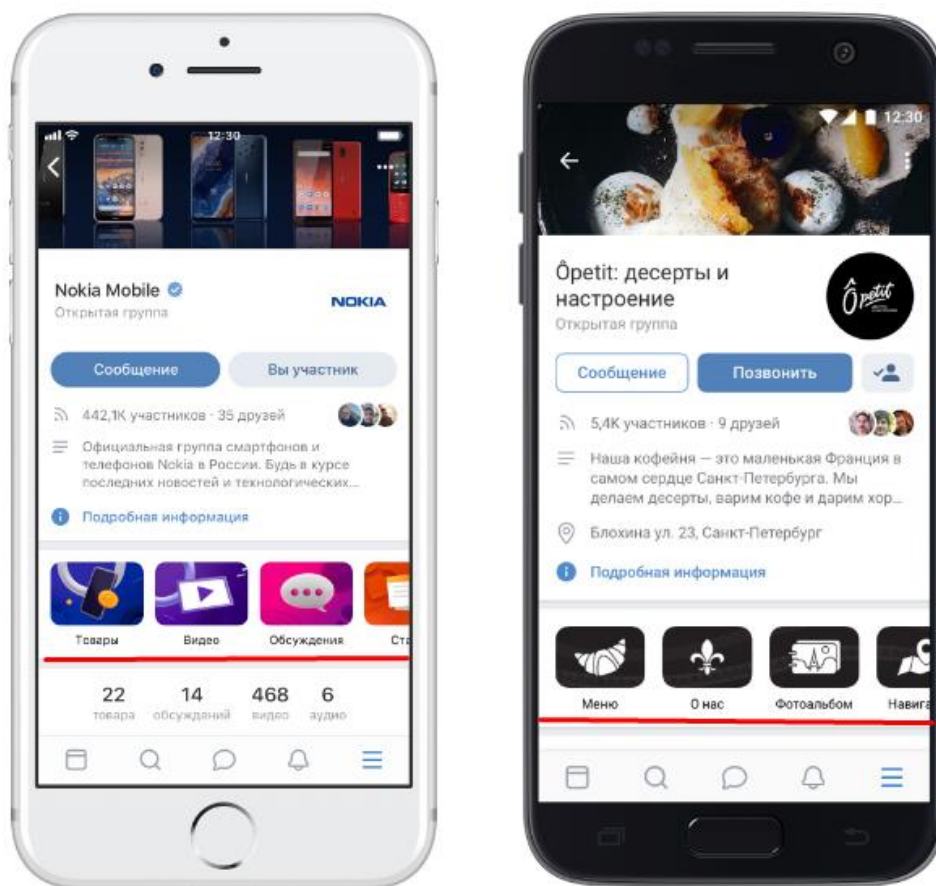 12:30
Nokia Mobile
NOKIA
Открытая группа
Сообщение
Вы участник
442,1K участников · 35 друзей
Официальная группа смартфонов и
телефонов Nokia в России. Будь в курсе
последних новостей и технологических...
Подробная информация
Товары
Видео
Обсуждения
Ста
22
14
468
6
товара
обсуждений
видео
аудио
12:30
Ôpetit: десерты и
настроение
Ôpetit
Открытая группа
Сообщение
Позвонить
5,4K участников · 9 друзей
Наша кофейня — это маленькая Франция в
самом сердце Санкт-Петербурга. Мы
делаем десерты, варим кофе и дарим хор...
Блохина ул. 23, Санкт-Петербург
Подробная информация
Меню
О нас
Фотоальбом
Навига